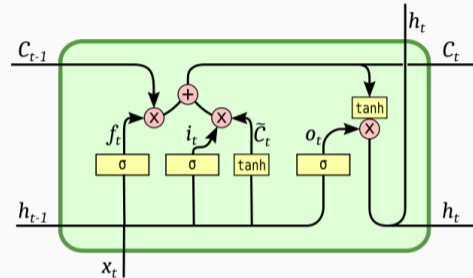 h_t
C_{t-1} C_t
+
tanh
x x x
f_t i_t C̃_t o_t
σ σ tanh σ
h_{t-1} h_t
x_t